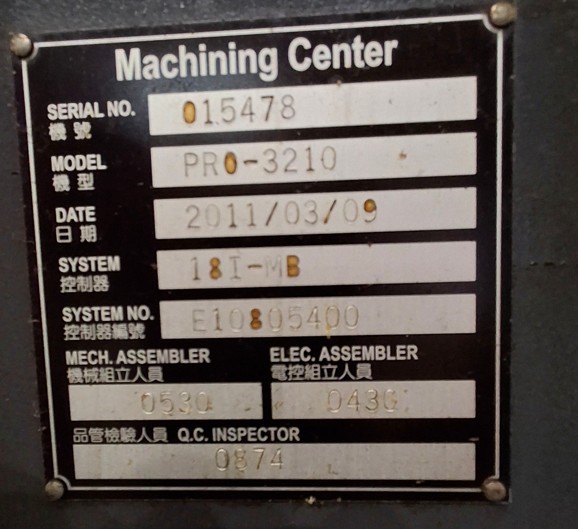 Machining Center
SERIAL NO. 015478
機 號
MODEL PRO-3210
機 型
DATE 2011/03/09
日 期
SYSTEM 18I-MB
控制器
SYSTEM NO. E10805400
控制器編號
MECH. ASSEMBLER ELEC. ASSEMBLER
機械組立人員 電控組立人員
0530 0430
品管檢驗人員 Q.C. INSPECTOR
0874